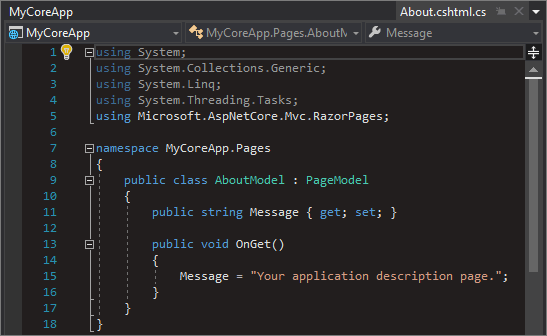 MyCoreApp
About.cshtml.cs
MyCoreApp
MyCoreApp.Pages.AboutM
Message
1 using System;
2 using System.Collections.Generic;
3 using System.Linq;
4 using System.Threading.Tasks;
5 using Microsoft.AspNetCore.Mvc.RazorPages;
6
7 namespace MyCoreApp.Pages
8 {
9 public class AboutModel : PageModel
10 {
11 public string Message { get; set; }
12
13 public void OnGet()
14 {
15 Message = "Your application description page.";
16 }
17 }
18 }